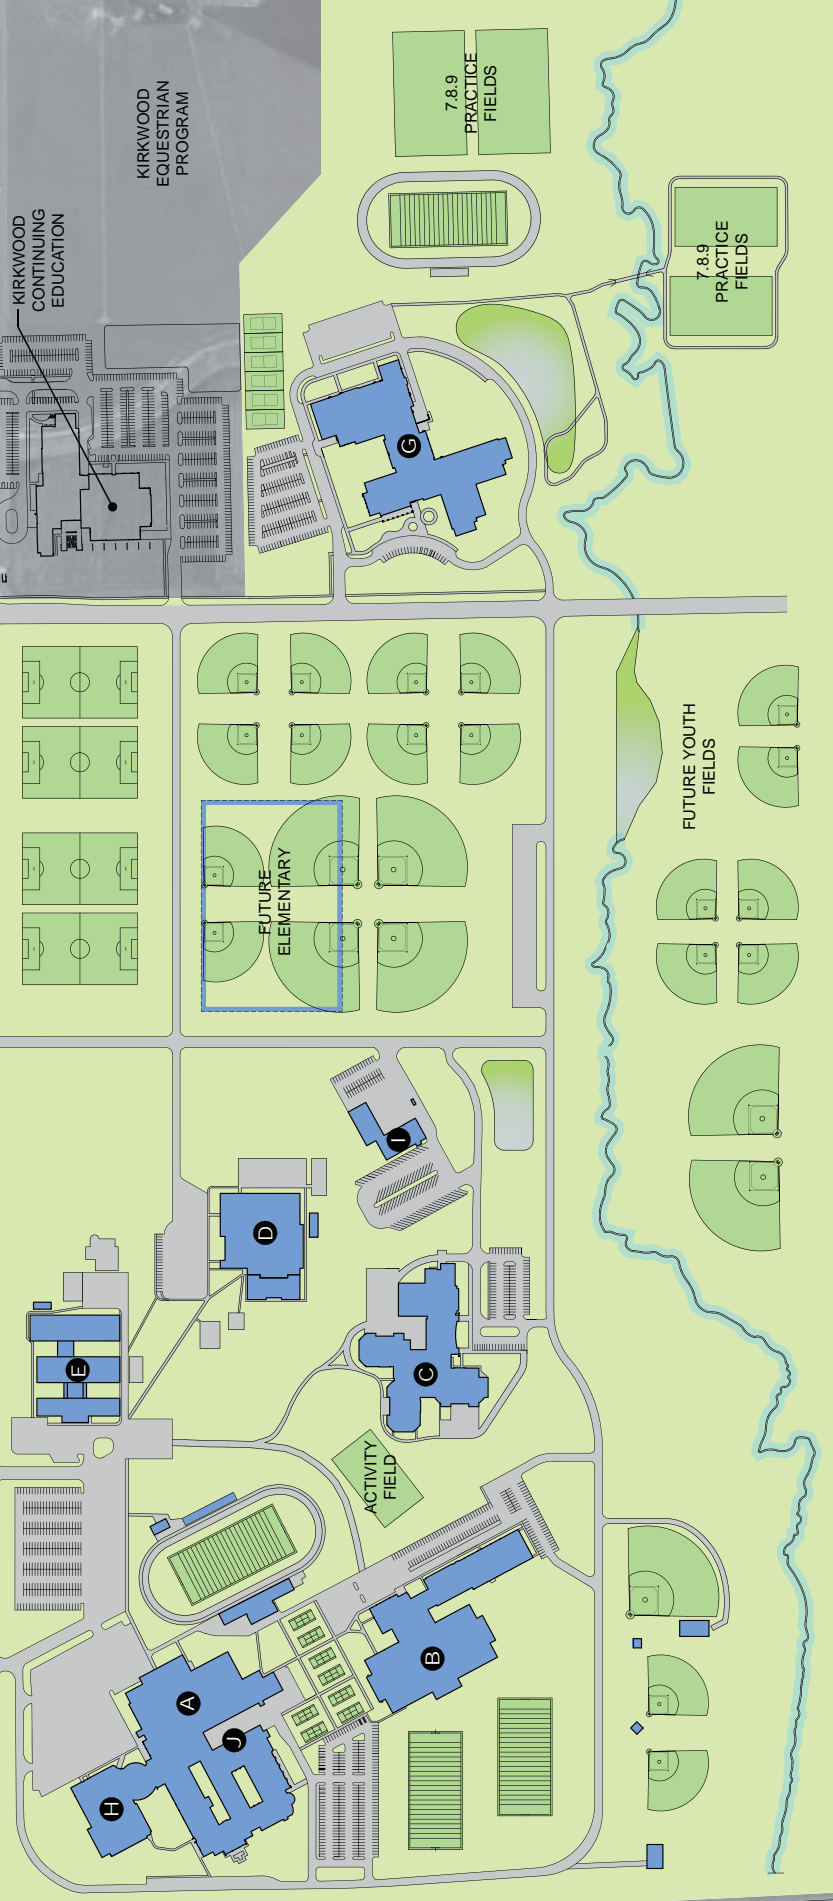 KIRKWOOD
EQUESTRIAN
PROGRAM
KIRKWOOD
CONTINUING
EDUCATION
7.8.9
PRACTICE
FIELDS
7.8.9
PRACTICE
FIELDS
G
FUTURE YOUTH
FIELDS
FUTURE
ELEMENTARY
I
D
E
C
ACTIVITY
FIELD
B
A
J
H